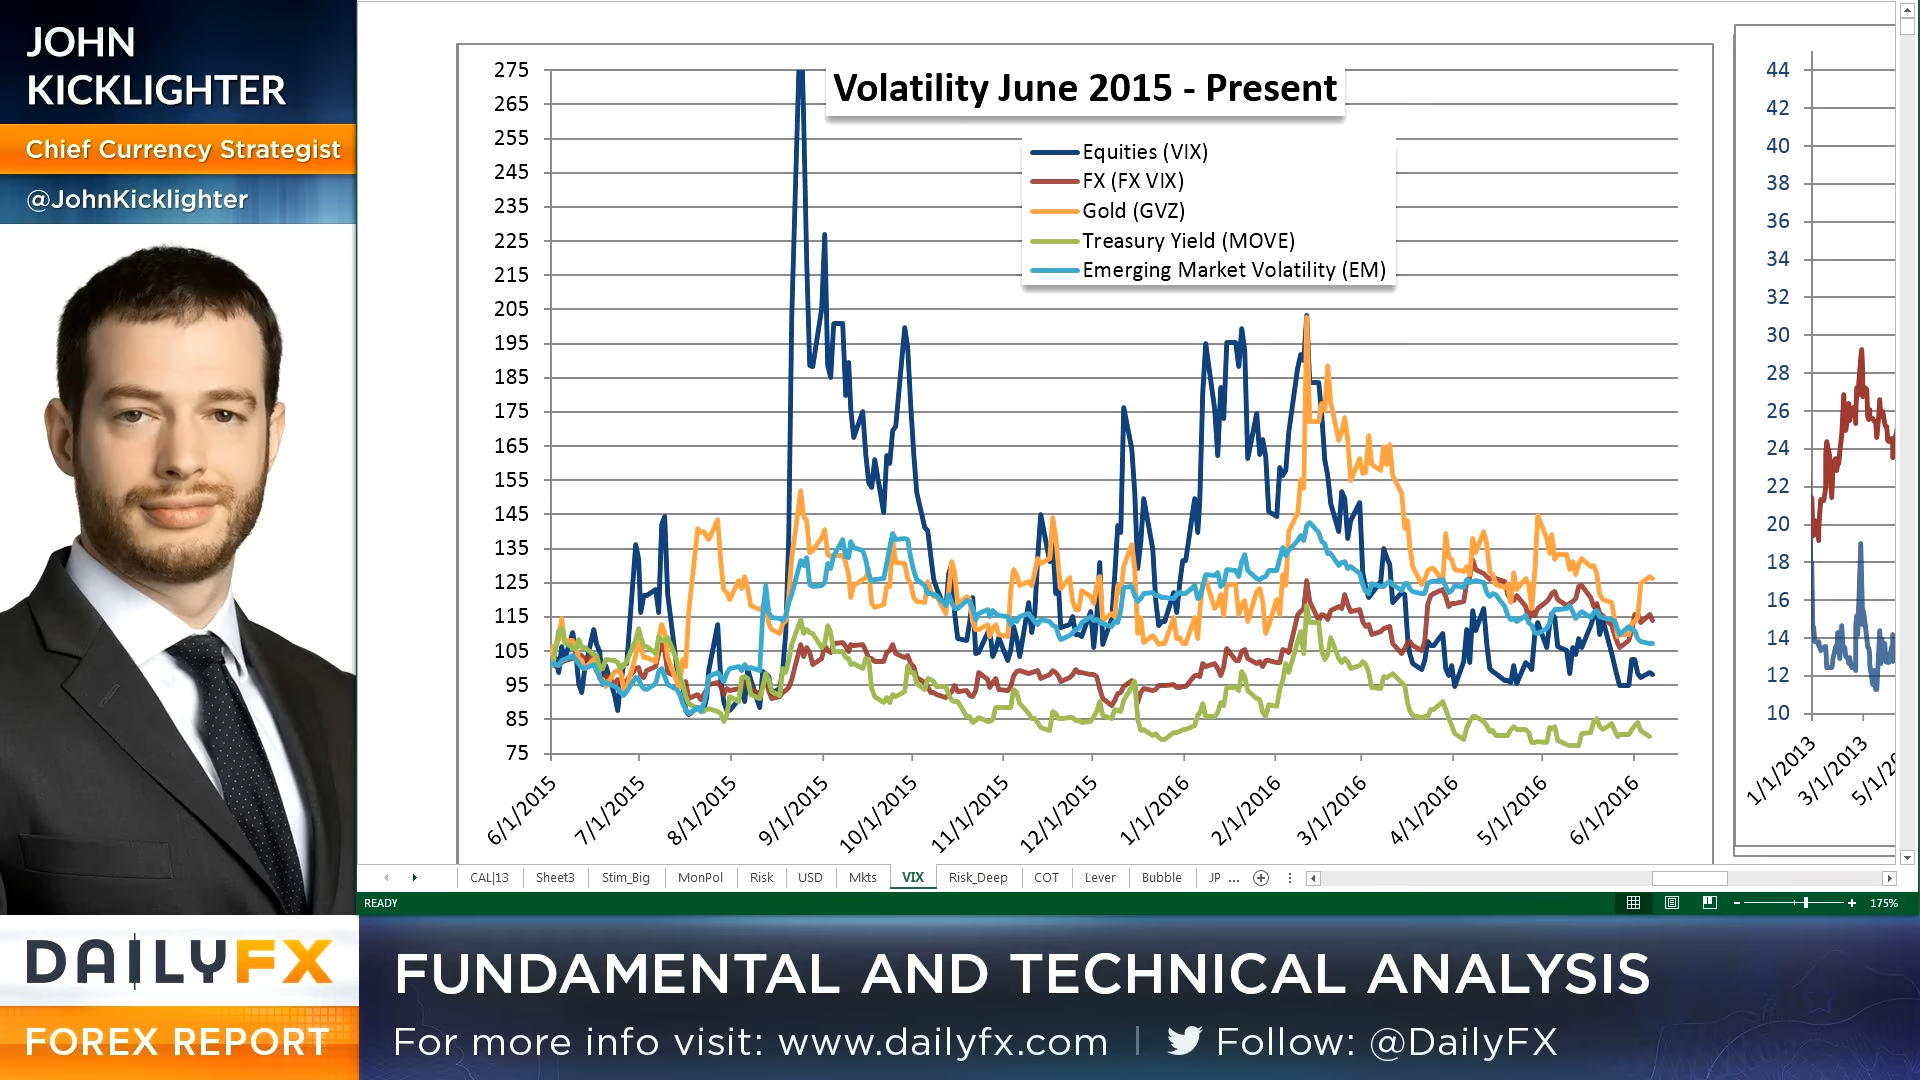 JOHN
KICKLIGHTER
Chief Currency Strategist
@JohnKicklighter
Volatility June 2015 - Present
Equities (VIX)
FX (FX VIX)
Gold (GVZ)
Treasury Yield (MOVE)
Emerging Market Volatility (EM)
275
265
255
245
235
225
215
205
195
185
175
165
155
145
135
125
115
105
95
85
75
6/1/2015 7/1/2015 8/1/2015 9/1/2015 10/1/2015 11/1/2015 12/1/2015 1/1/2016 2/1/2016 3/1/2016 4/1/2016 5/1/2016 6/1/2016
44
42
40
38
36
34
32
30
28
26
24
22
20
18
16
14
12
10
1/1/2013 3/1/2013 5/1/2
CAL|13 Sheet3 Stim_Big MonPol Risk USD Mkts VIX Risk_Deep COT Lever Bubble JP ...
READY
175%
DAILYFX
FOREX REPORT
FUNDAMENTAL AND TECHNICAL ANALYSIS
For more info visit: www.dailyfx.com | Follow: @DailyFX